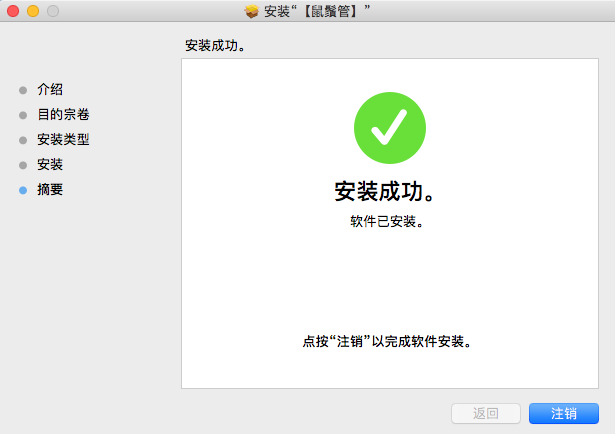 安装“【鼠鬚管】”
安装成功。
介绍
目的宗卷
安装类型
安装
摘要
安装成功。
软件已安装。
点按“注销”以完成软件安装。
返回
注销